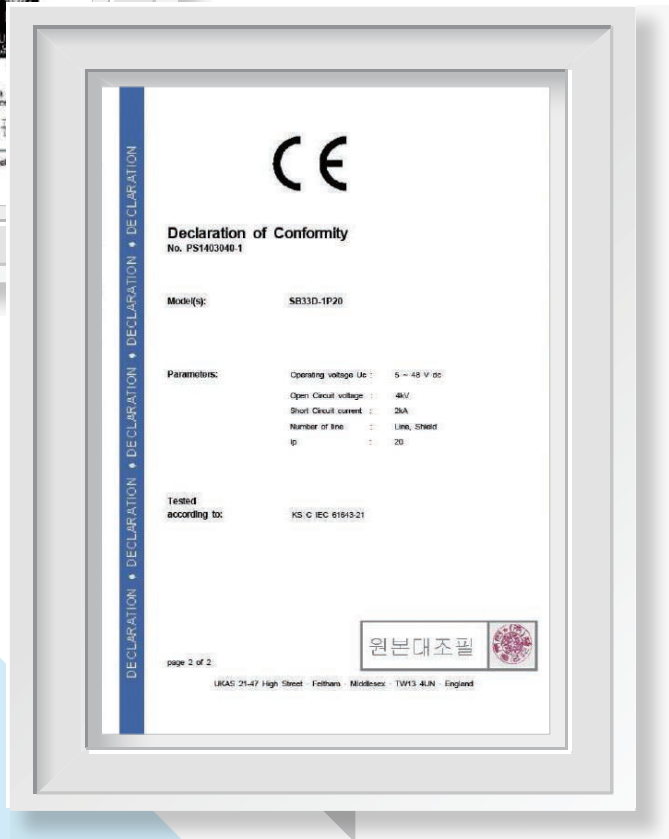 CE
Declaration of Conformity
No. PS1403040-1
Model(s): SB33D-1P20
Parameters: Operating voltage Uc : 5 ~ 48 V dc
Open Circuit voltage : 4kV
Short Circuit current : 2kA
Number of line : Line, Shield
Ip : 20
Tested
according to: KS C IEC 61643-21
원본대조필
page 2 of 2
UKAS 21-47 High Street · Feltham · Middlesex · TW13 4UN · England
DECLARATION ♦ DECLARATION ♦ DECLARATION ♦ DECLARATION ♦ DECLARATION